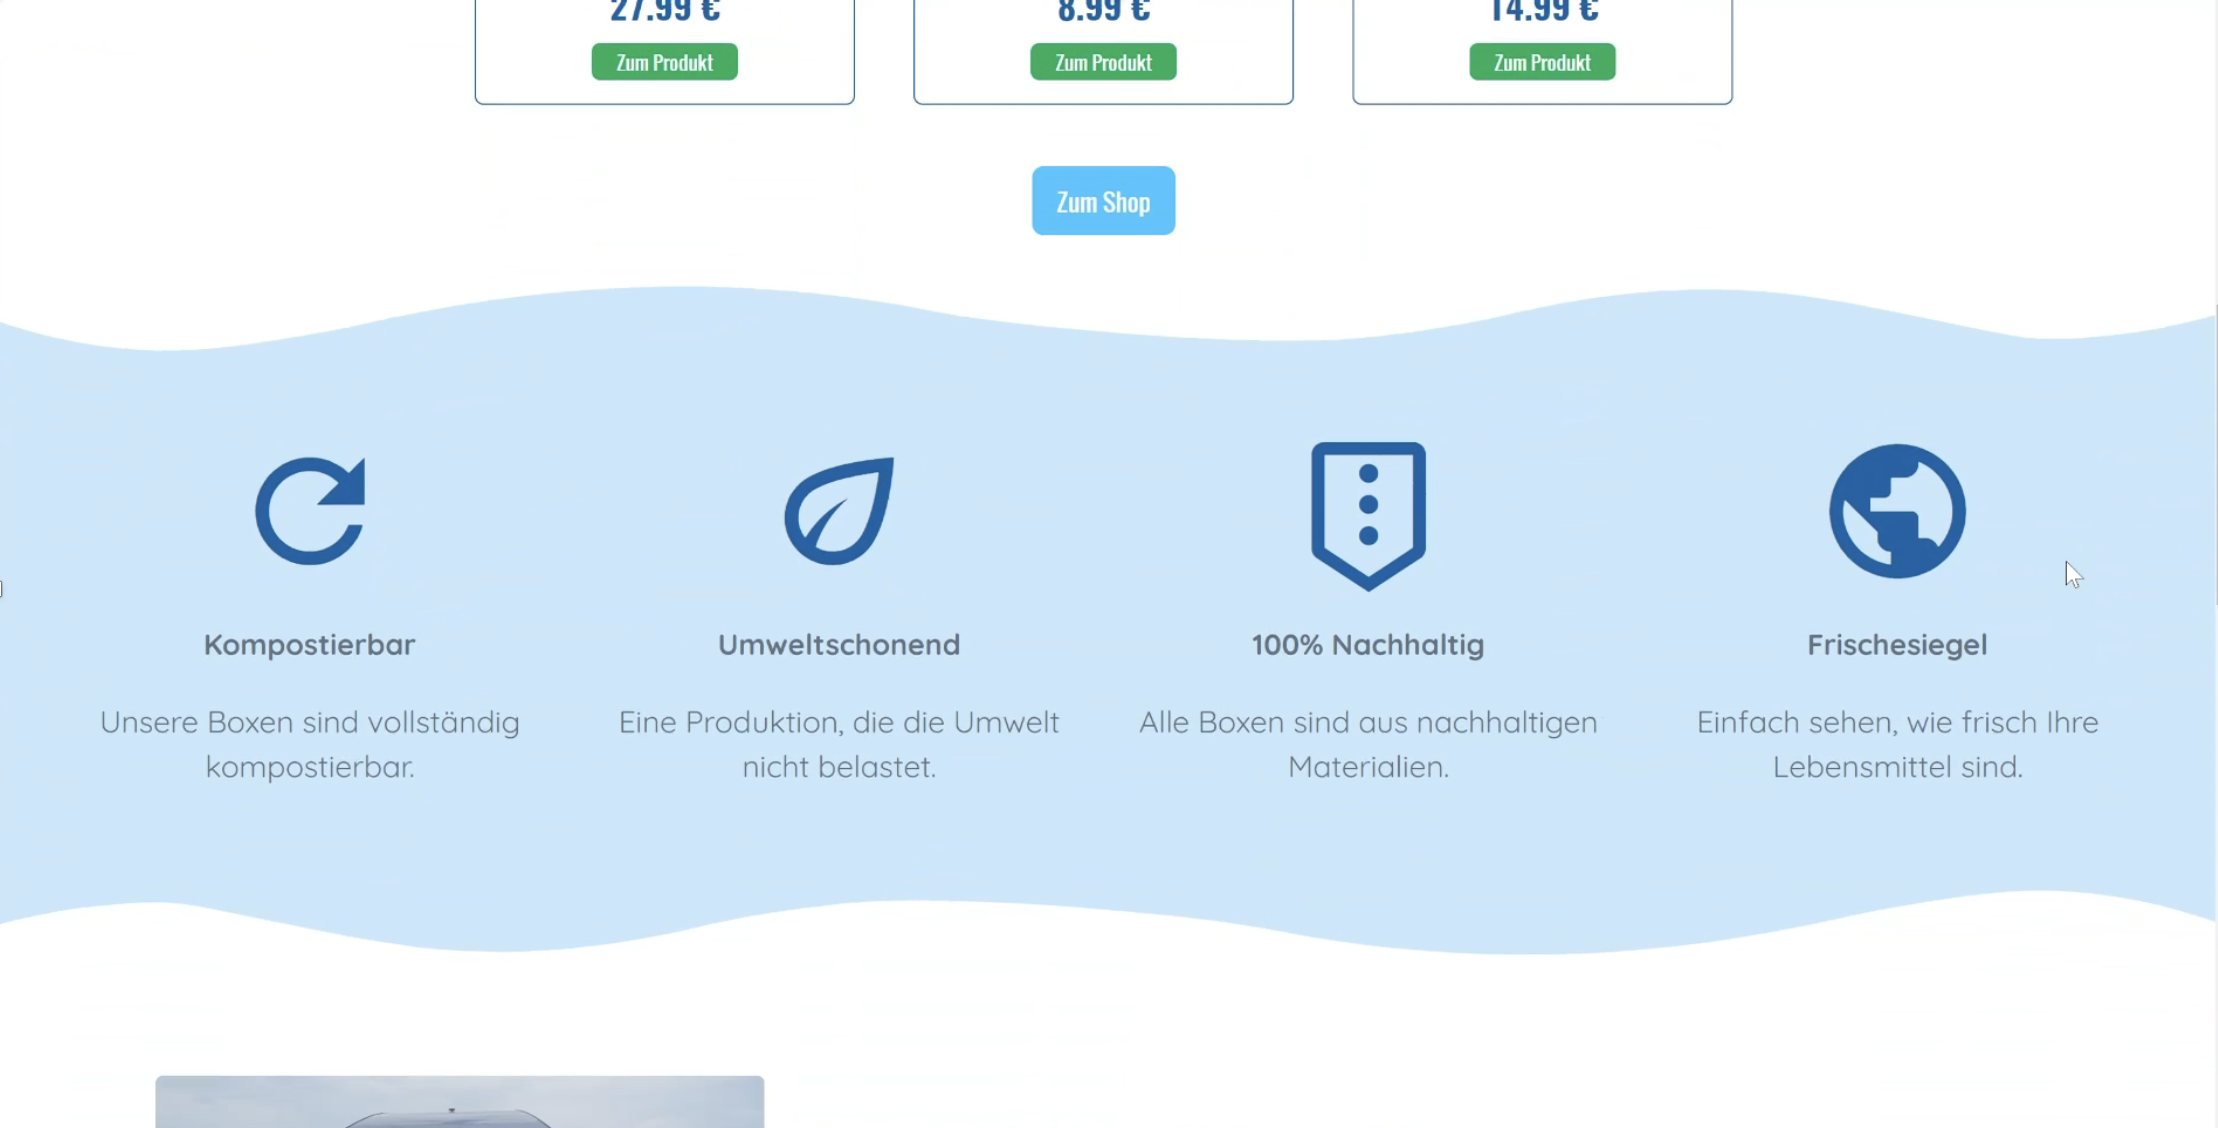 27.99 € 8.99 € 14.99 €
Zum Produkt Zum Produkt Zum Produkt
Zum Shop
Kompostierbar Umweltschonend 100% Nachhaltig Frischesiegel
Unsere Boxen sind vollständig Eine Produktion, die die Umwelt Alle Boxen sind aus nachhaltigen Einfach sehen, wie frisch Ihre
kompostierbar. nicht belastet. Materialien. Lebensmittel sind.